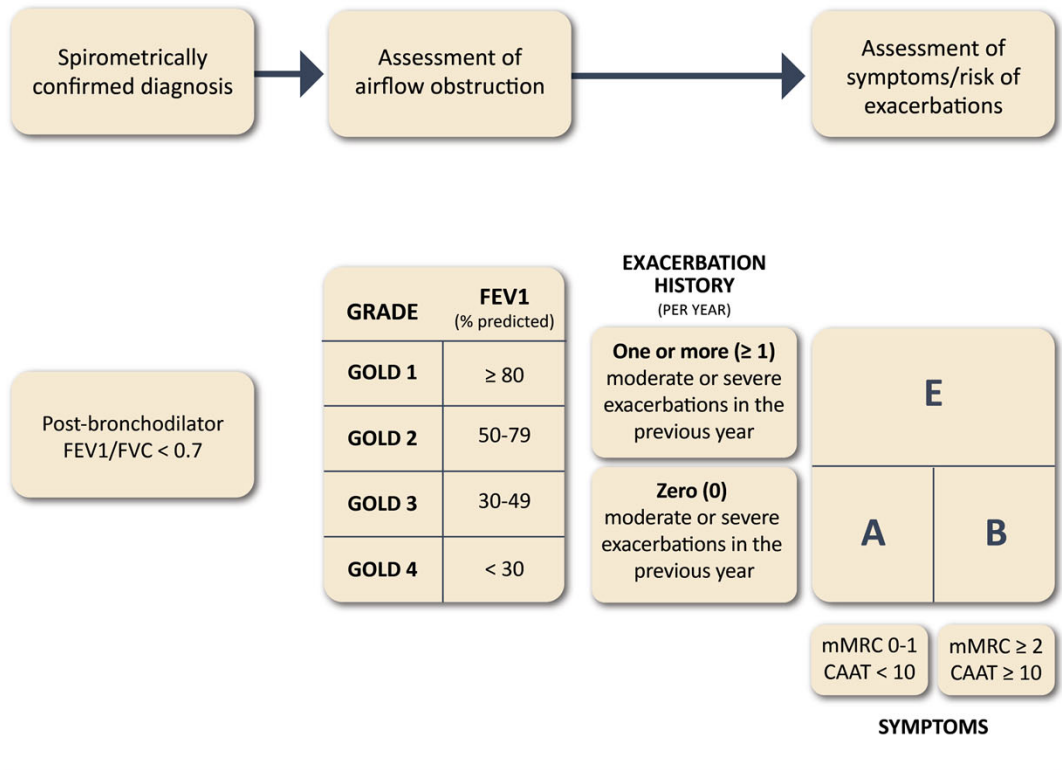 Spirometrically
confirmed diagnosis
Assessment of
airflow obstruction
Assessment of
symptoms/risk of
exacerbations
Post-bronchodilator
FEV1/FVC < 0.7
GRADE
FEV1
(% predicted)
GOLD 1
≥ 80
GOLD 2
50-79
GOLD 3
30-49
GOLD 4
< 30
EXACERBATION
HISTORY
(PER YEAR)
One or more (≥ 1)
moderate or severe
exacerbations in the
previous year
Zero (0)
moderate or severe
exacerbations in the
previous year
E
A
B
mMRC 0-1
CAAT < 10
mMRC ≥ 2
CAAT ≥ 10
SYMPTOMS